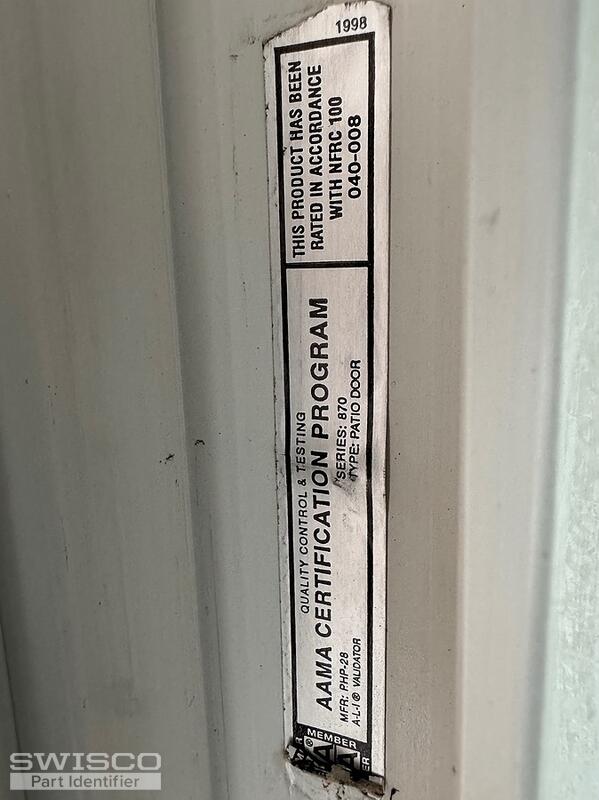 1998
THIS PRODUCT HAS BEEN
RATED IN ACCORDANCE
WITH NFRC 100
040-008
QUALITY CONTROL & TESTING
AAMA CERTIFICATION PROGRAM
SERIES: 870
TYPE: PATIO DOOR
MFR: PHP-28
A-L-I ® VALIDATOR
MEMBER
®
SWISCO
Part Identifier